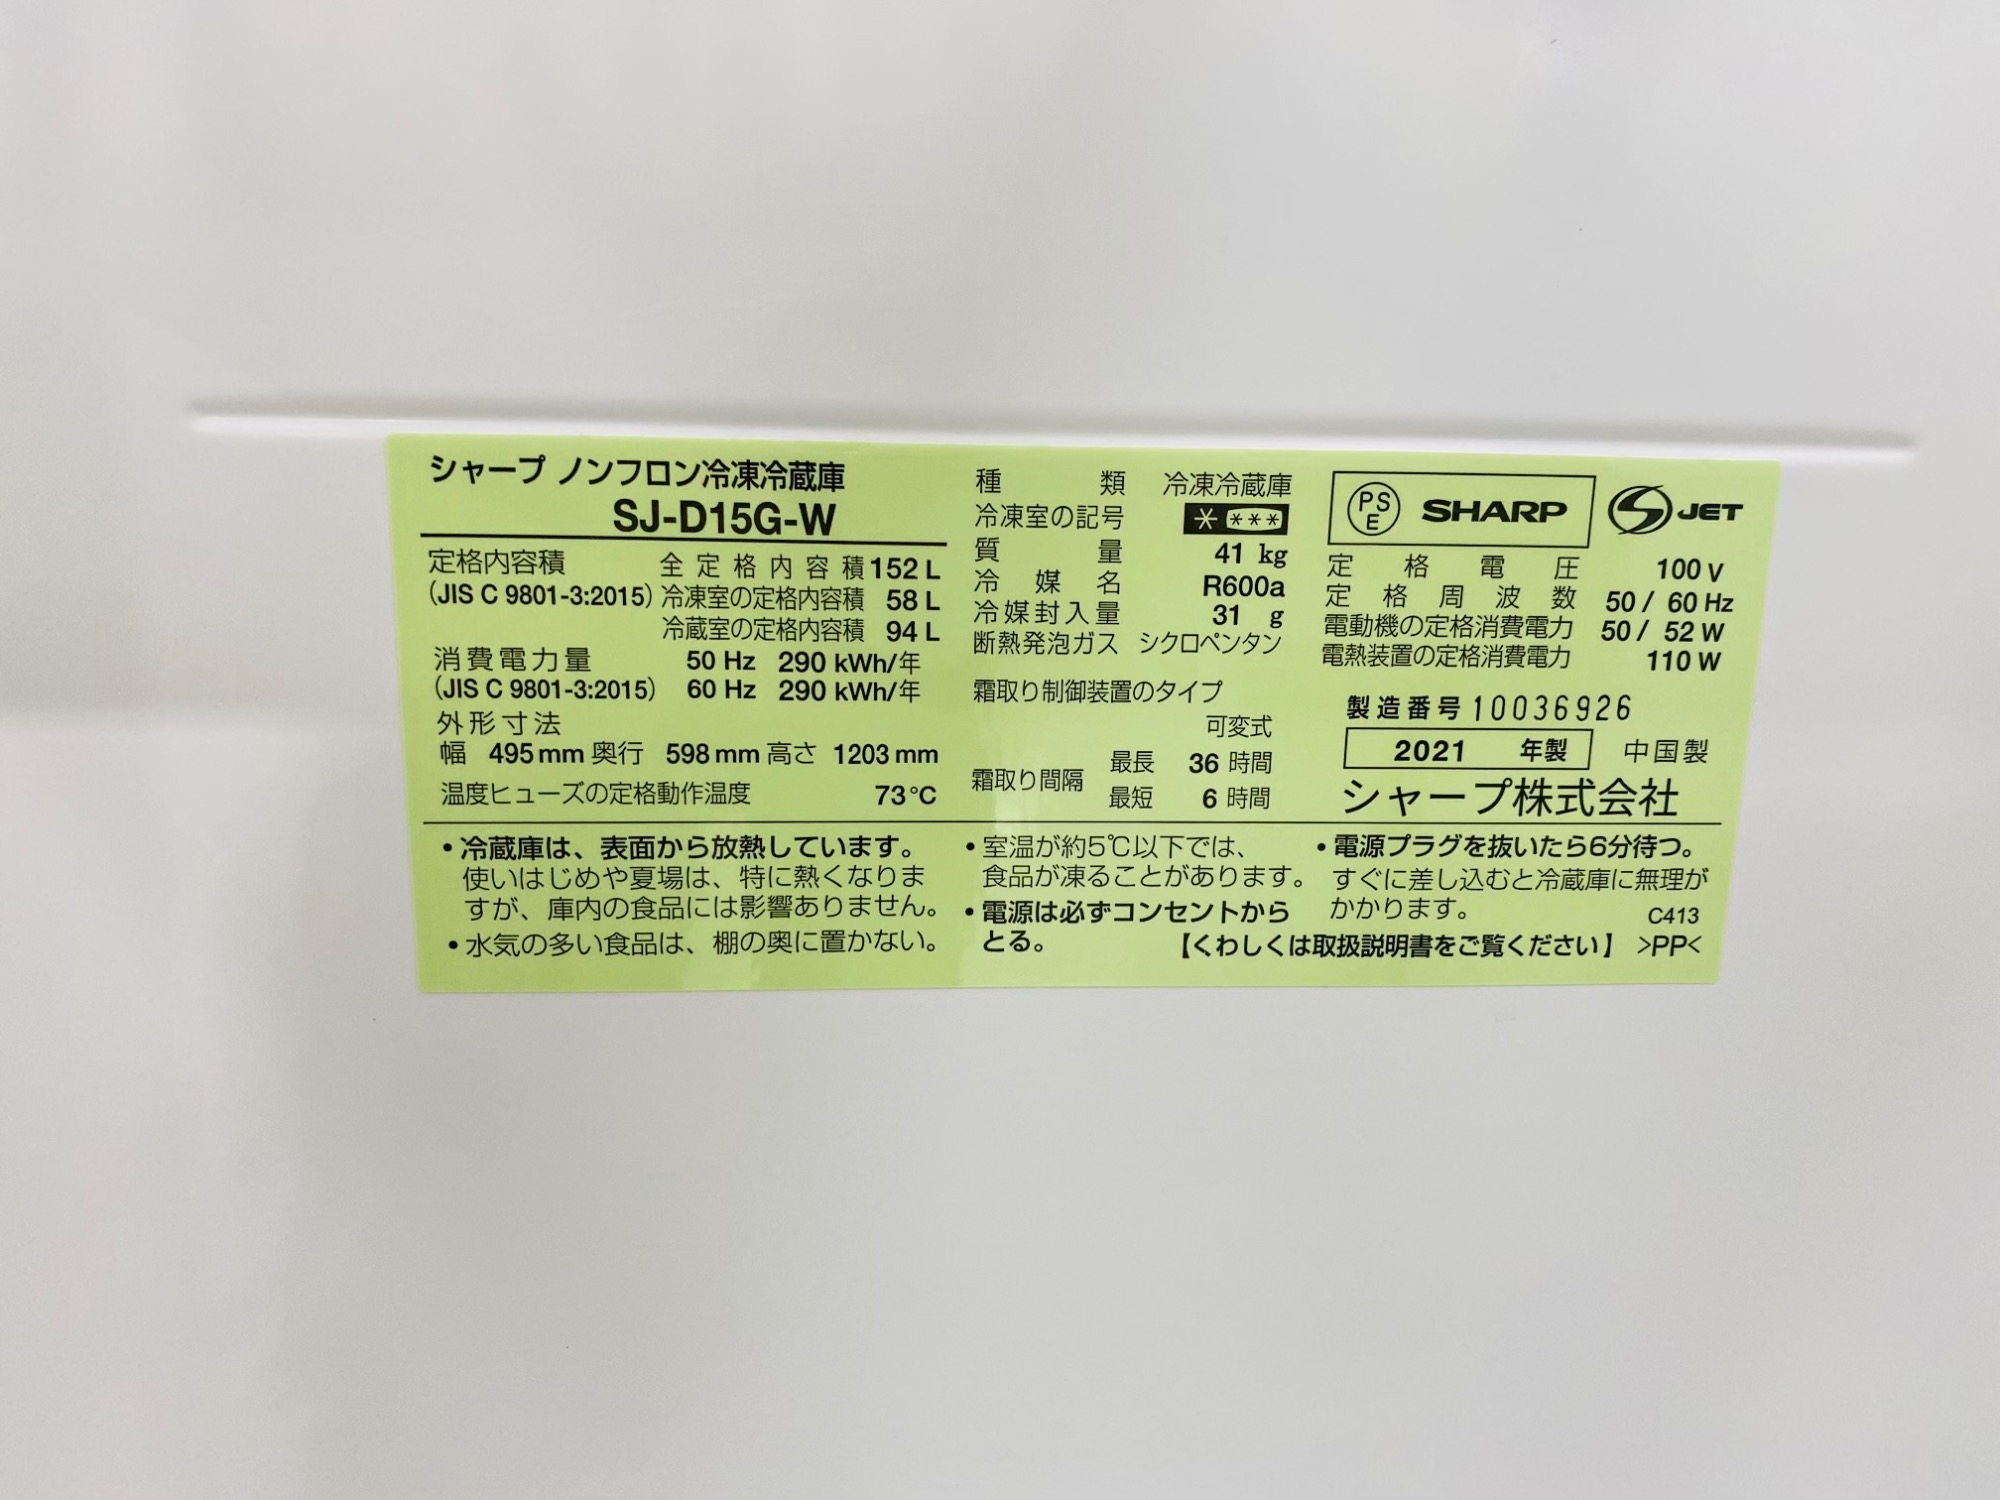 シャープ ノンフロン冷凍冷蔵庫
SJ-D15G-W
定格内容積 全定格内容積 152 L
(JIS C 9801-3:2015) 冷凍室の定格内容積 58 L
冷蔵室の定格内容積 94 L
消費電力量 50 Hz 290 kWh/年
(JIS C 9801-3:2015) 60 Hz 290 kWh/年
外形寸法
幅 495 mm 奥行 598 mm 高さ 1203 mm
温度ヒューズの定格動作温度 73℃
種類 冷凍冷蔵庫
冷凍室の記号 * ***
質量 41 kg
冷媒名 R600a
冷媒封入量 31 g
断熱発泡ガス シクロペンタン
霜取り制御装置のタイプ
可変式
霜取り間隔 最長 36 時間
最短 6 時間
PS E SHARP S JET
定格電圧 100 V
定格周波数 50 / 60 Hz
電動機の定格消費電力 50 / 52 W
電熱装置の定格消費電力 110 W
製造番号 10036926
2021 年製 中国製
シャープ株式会社
・冷蔵庫は、表面から放熱しています。
使いはじめや夏場は、特に熱くなりま
すが、庫内の食品には影響ありません。
・水気の多い食品は、棚の奥に置かない。
・室温が約5℃以下では、
食品が凍ることがあります。
・電源は必ずコンセントから
とる。
・電源プラグを抜いたら6分待つ。
すぐに差し込むと冷蔵庫に無理が
かかります。 C413
【くわしくは取扱説明書をご覧ください】 >PP<